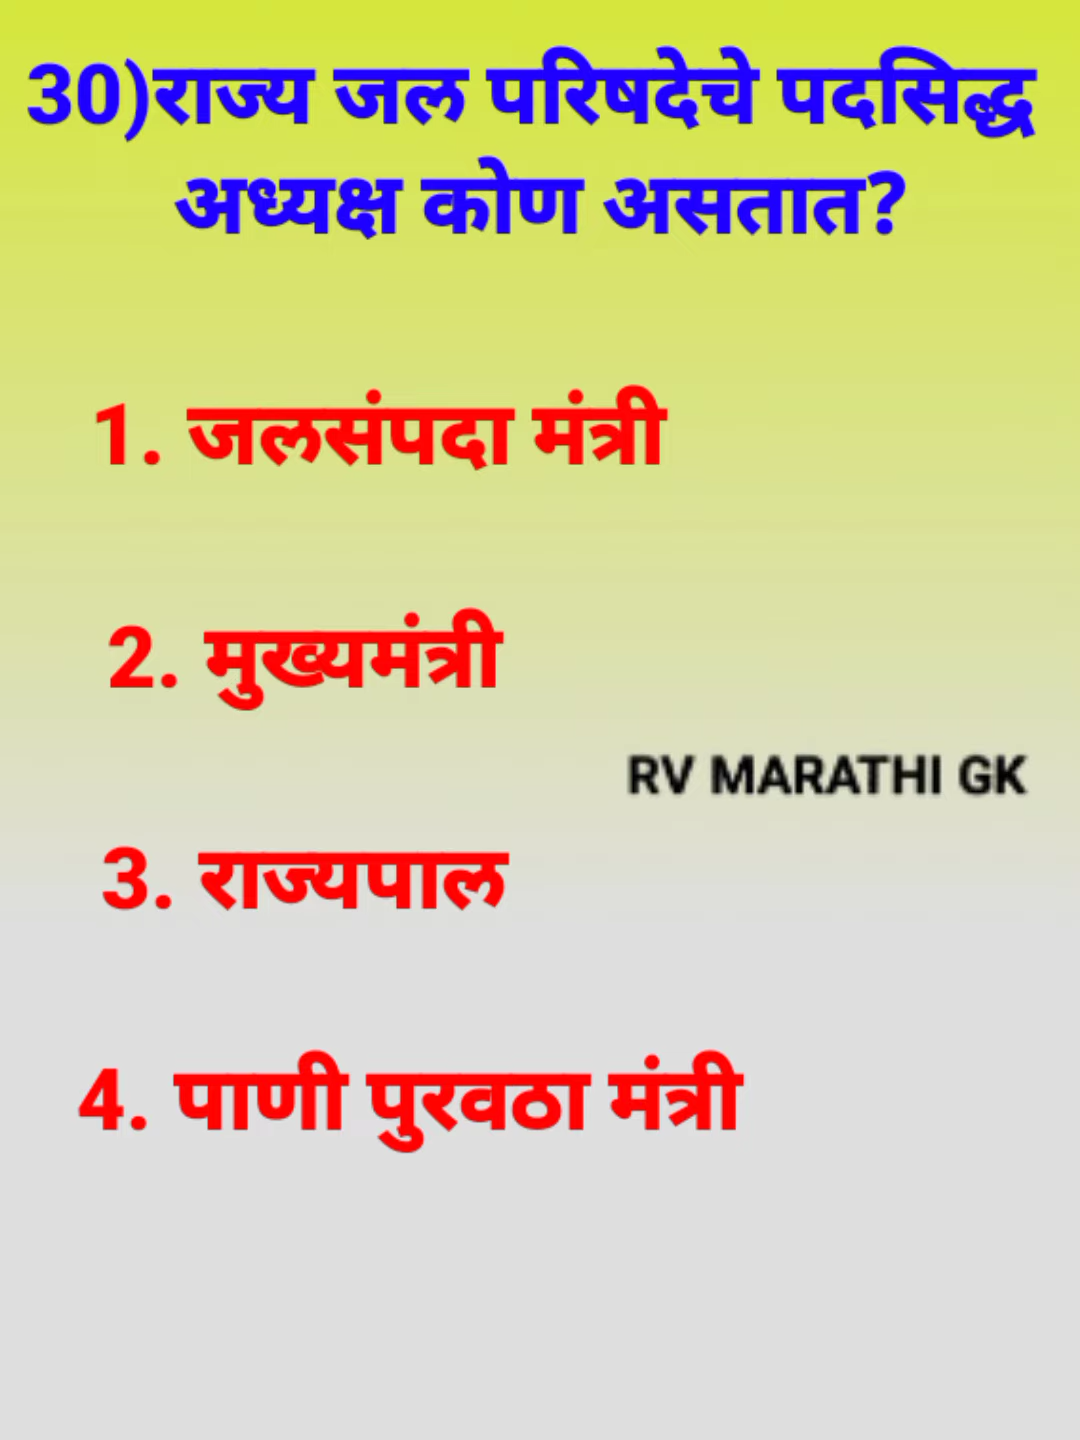 30)राज्य जल परिषदेचे पदसिद्ध
अध्यक्ष कोण असतात?
1. जलसंपदा मंत्री
2. मुख्यमंत्री
RV MARATHI GK
3. राज्यपाल
4. पाणी पुरवठा मंत्री